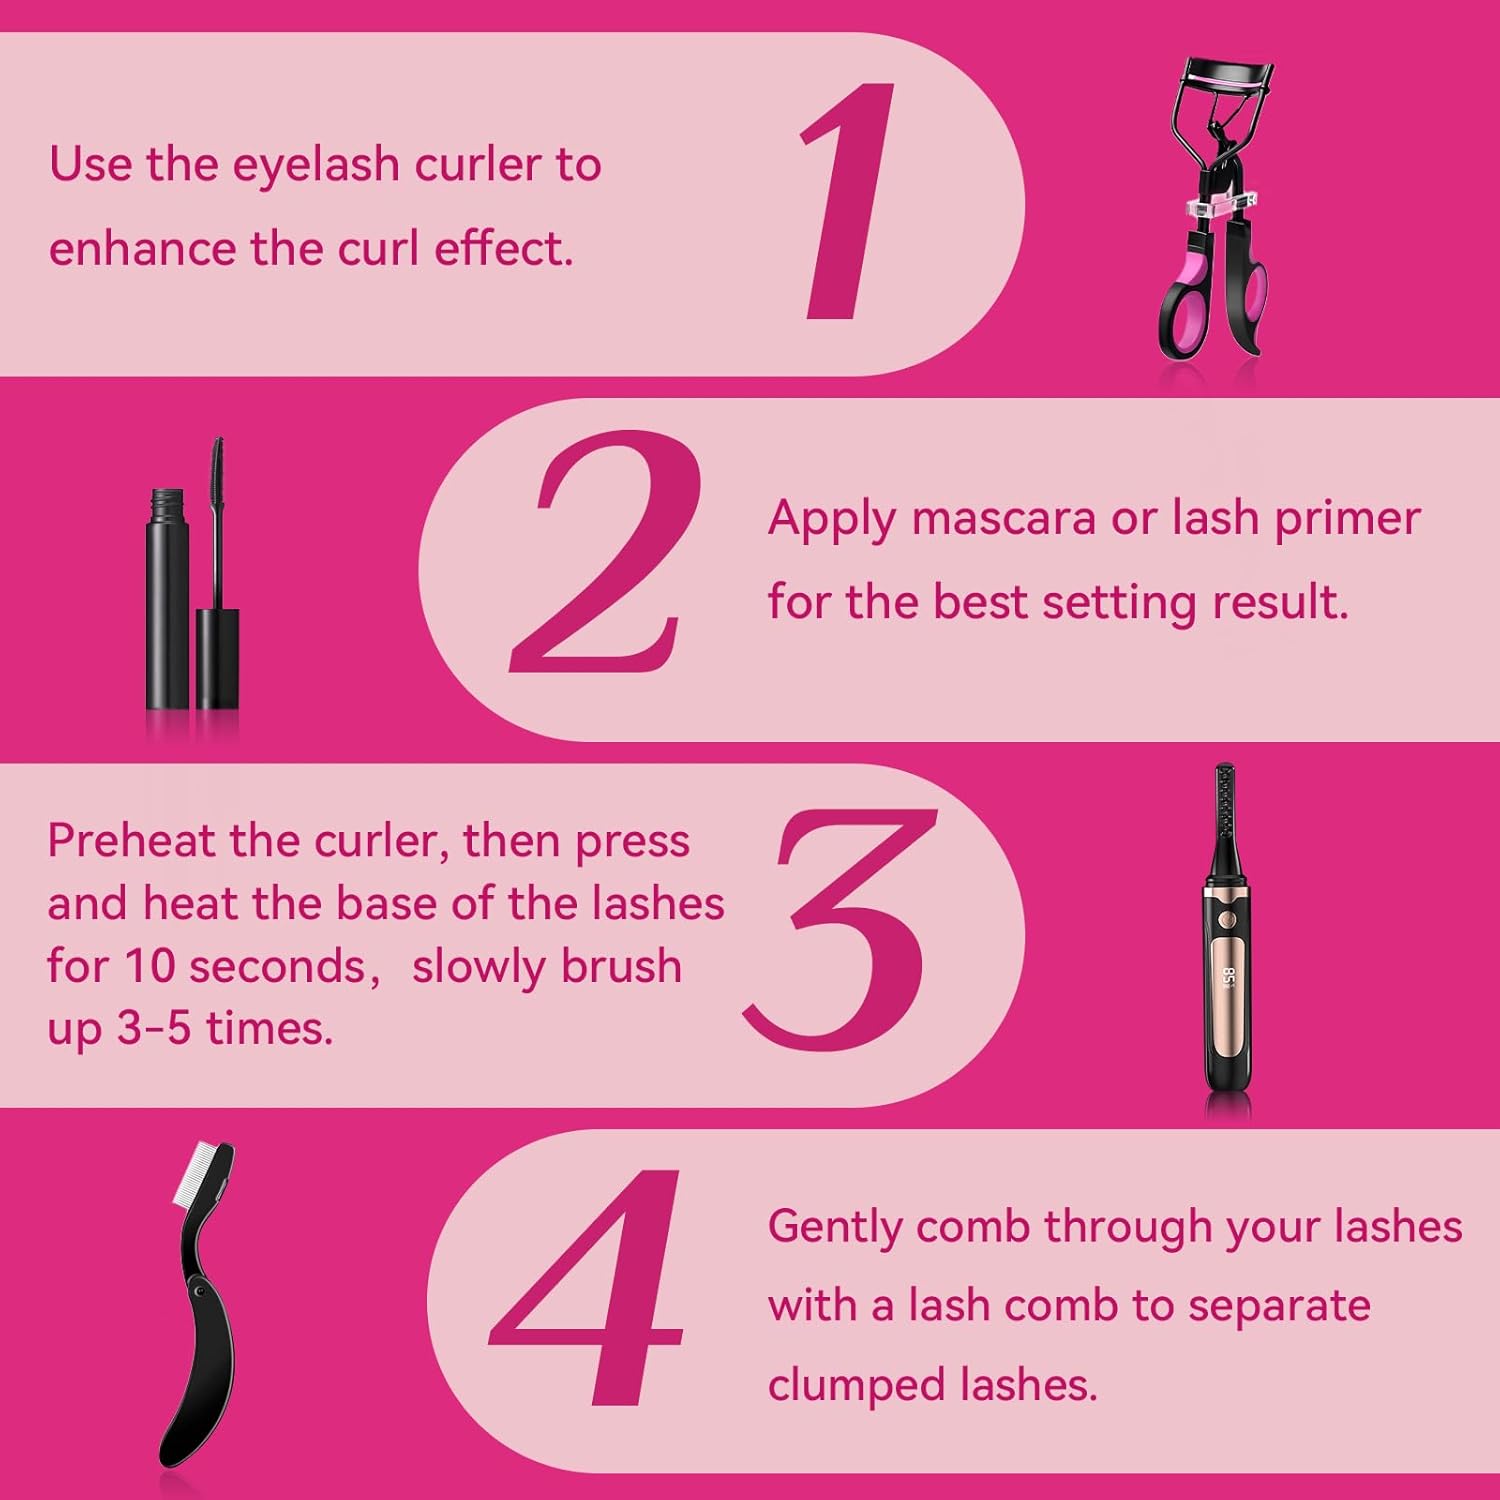 Use the eyelash curler to
enhance the curl effect.
1
2
Apply mascara or lash primer
for the best setting result.
Preheat the curler, then press
and heat the base of the lashes
for 10 seconds，slowly brush
up 3-5 times.
3
85
4
Gently comb through your lashes
with a lash comb to separate
clumped lashes.